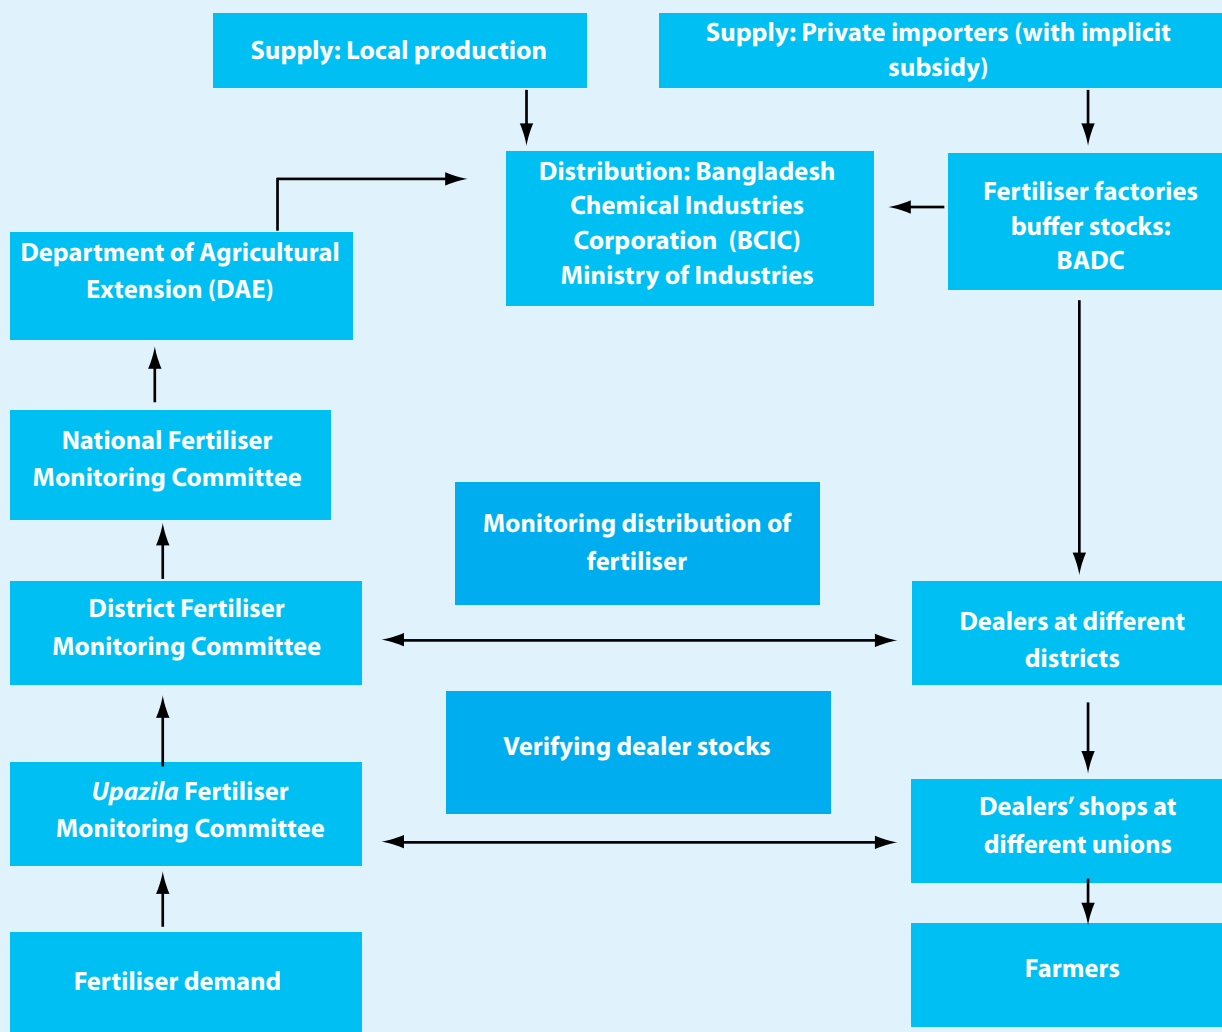 Supply: Local production
Supply: Private importers (with implicit
subsidy)
Distribution: Bangladesh
Chemical Industries
Corporation (BCIC)
Ministry of Industries
Fertiliser factories
buffer stocks:
BADC
Department of Agricultural
Extension (DAE)
National Fertiliser
Monitoring Committee
Monitoring distribution of
fertiliser
District Fertiliser
Monitoring Committee
Dealers at different
districts
Verifying dealer stocks
Upazila Fertiliser
Monitoring Committee
Dealers’ shops at
different unions
Fertiliser demand
Farmers